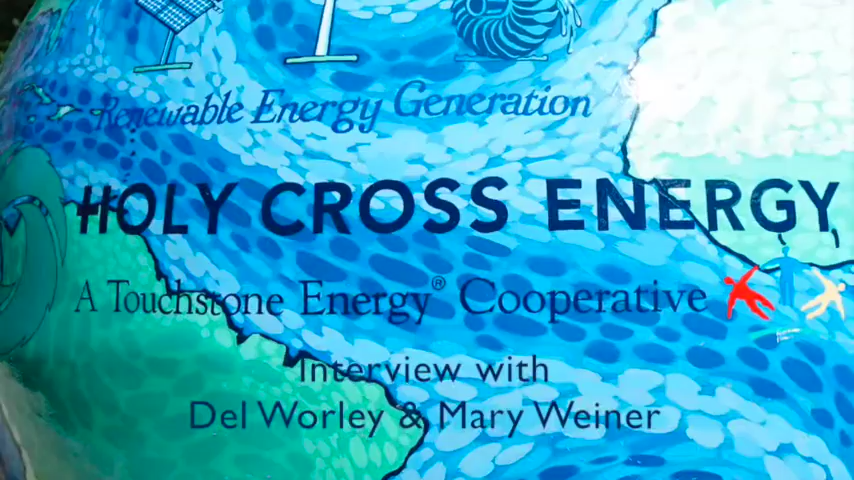 Renewable Energy Generation
HOLY CROSS ENERGY
A Touchstone Energy® Cooperative
Interview with
Del Worley & Mary Weiner